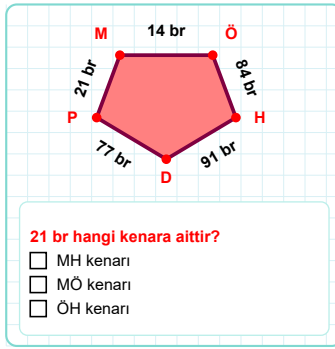 14 br
M
Ö
21 br
84 br
P
H
77 br
91 br
D
21 br hangi kenara aittir?
MH kenarı
MÖ kenarı
ÖH kenarı